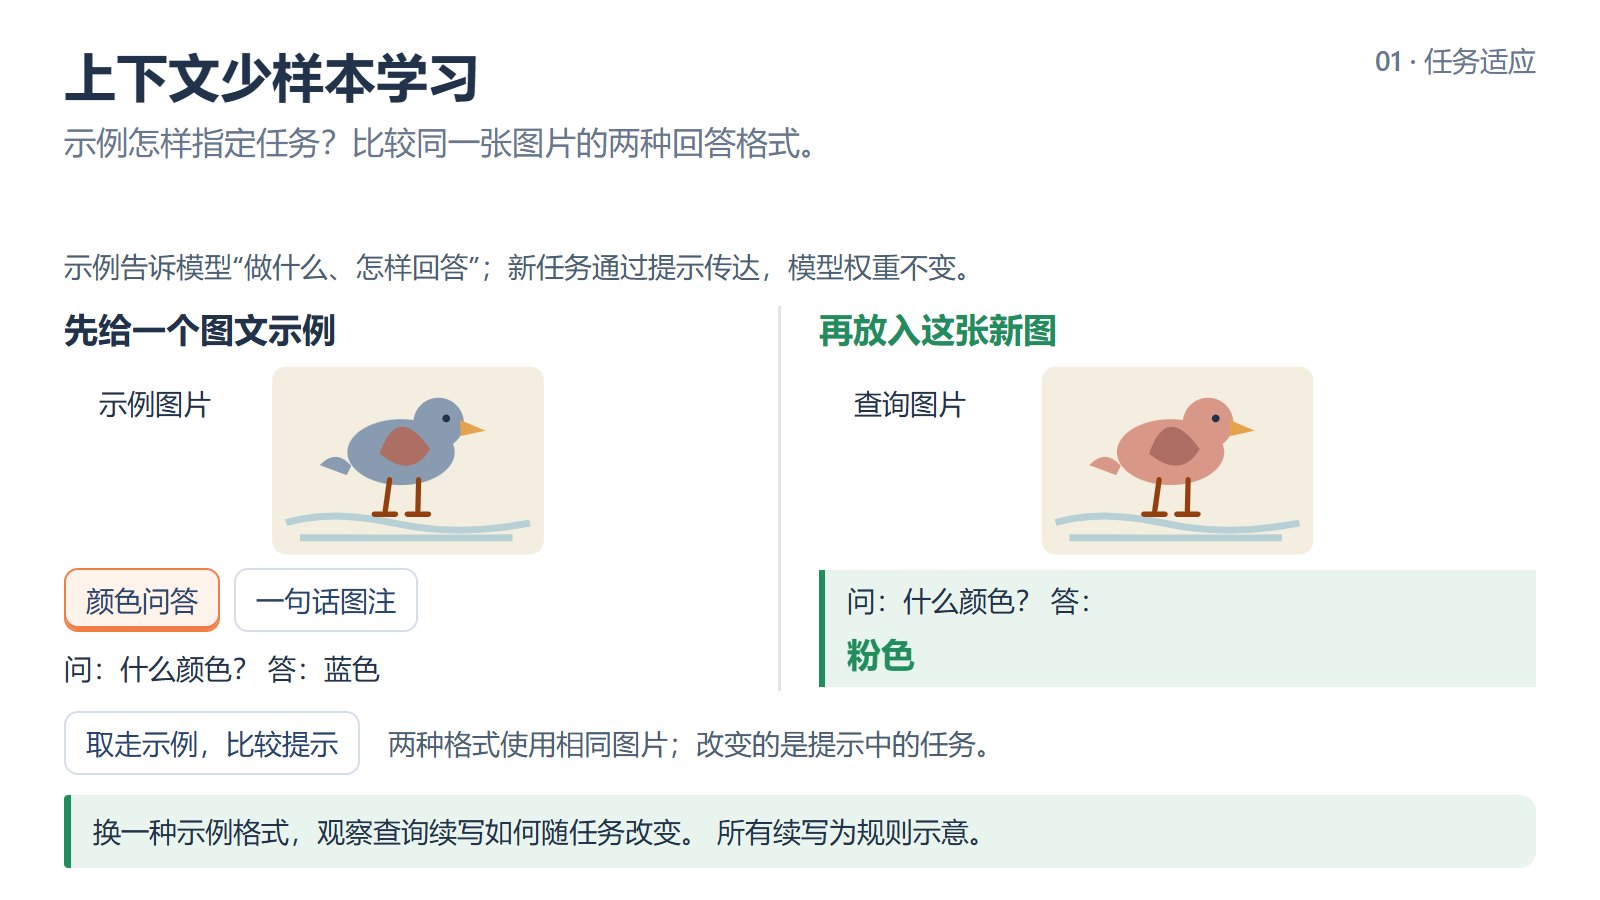 上下文少样本学习
01 · 任务适应
示例怎样指定任务？比较同一张图片的两种回答格式。
示例告诉模型“做什么、怎样回答”；新任务通过提示传达，模型权重不变。
先给一个图文示例
示例图片
颜色问答
一句话图注
问：什么颜色？ 答：蓝色
再放入这张新图
查询图片
问：什么颜色？ 答：
粉色
取走示例，比较提示
两种格式使用相同图片；改变的是提示中的任务。
换一种示例格式，观察查询续写如何随任务改变。 所有续写为规则示意。